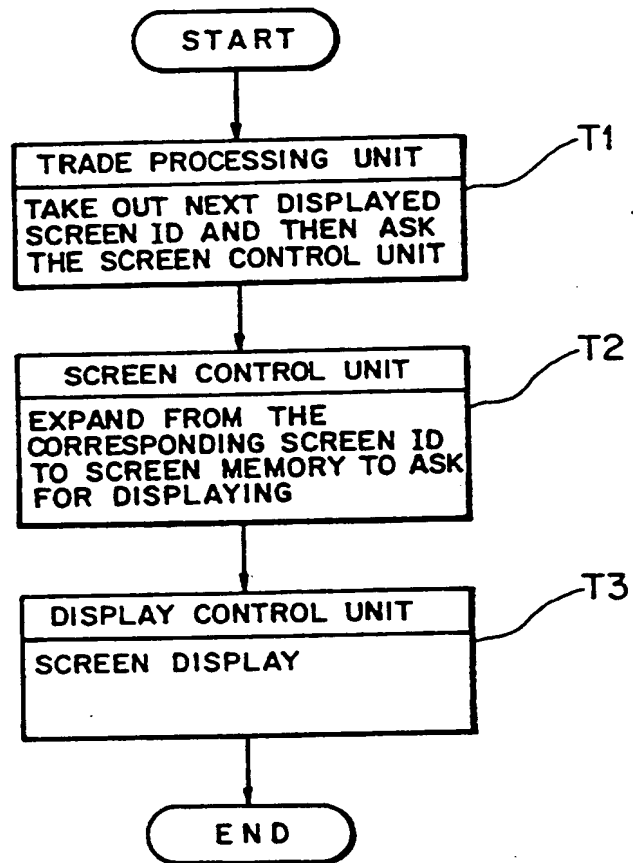 START
T1
TRADE PROCESSING UNIT
TAKE OUT NEXT DISPLAYED
SCREEN ID AND THEN ASK
THE SCREEN CONTROL UNIT
T2
SCREEN CONTROL UNIT
EXPAND FROM THE
CORRESPONDING SCREEN ID
TO SCREEN MEMORY TO ASK
FOR DISPLAYING
T3
DISPLAY CONTROL UNIT
SCREEN DISPLAY
END